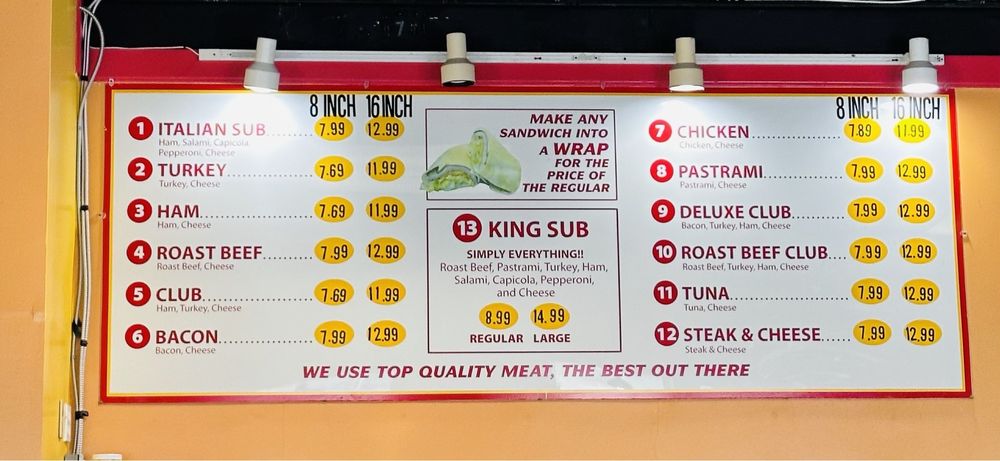 8 INCH 16 INCH
1 ITALIAN SUB 7.99 12.99
Ham, Salami, Capicola
Pepperoni, Cheese
2 TURKEY 7.69 11.99
Turkey, Cheese
3 HAM 7.69 11.99
Ham, Cheese
4 ROAST BEEF 7.99 12.99
Roast Beef, Cheese
5 CLUB 7.69 11.99
Ham, Turkey, Cheese
6 BACON 7.99 12.99
Bacon, Cheese
MAKE ANY
SANDWICH INTO
A WRAP
FOR THE
PRICE OF
THE REGULAR
13 KING SUB
SIMPLY EVERYTHING!!
Roast Beef, Pastrami, Turkey, Ham,
Salami, Capicola, Pepperoni,
and Cheese
8.99 14.99
REGULAR LARGE
8 INCH 16 INCH
7 CHICKEN 7.89 11.99
Chicken, Cheese
8 PASTRAMI 7.99 12.99
Pastrami, Cheese
9 DELUXE CLUB 7.99 12.99
Bacon, Turkey, Ham, Cheese
10 ROAST BEEF CLUB 7.99 12.99
Roast Beef, Turkey, Ham, Cheese
11 TUNA 7.99 12.99
Tuna, Cheese
12 STEAK & CHEESE 7.99 12.99
Steak & Cheese
WE USE TOP QUALITY MEAT, THE BEST OUT THERE